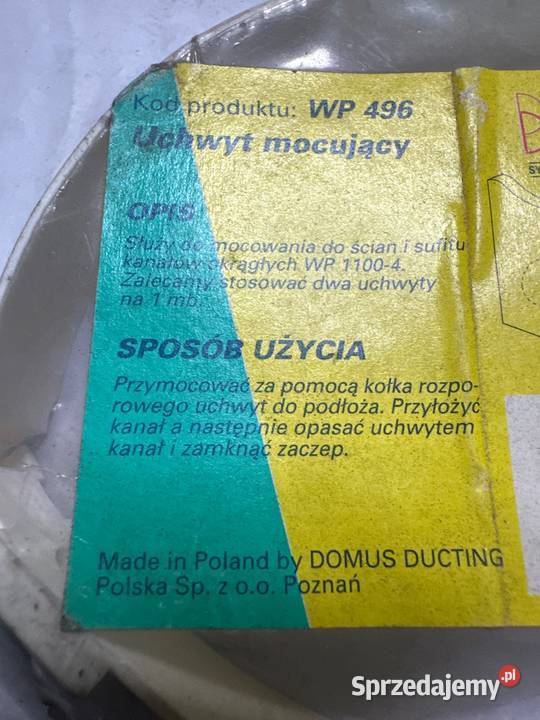 Kod produktu: WP 496
Uchwyt mocujący
OPIS
Służy do mocowania do ścian i sufitu
kanałów okrągłych WP 1100-4.
Zalecamy stosować dwa uchwyty
na 1 mb.
SPOSÓB UŻYCIA
Przymocować za pomocą kołka rozpo-
rowego uchwyt do podłoża. Przyłożyć
kanał a następnie opasać uchwytem
kanał i zamknąć zaczep.
Made in Poland by DOMUS DUCTING
Polska Sp. z o.o. Poznań
Sprzedajemy.pl